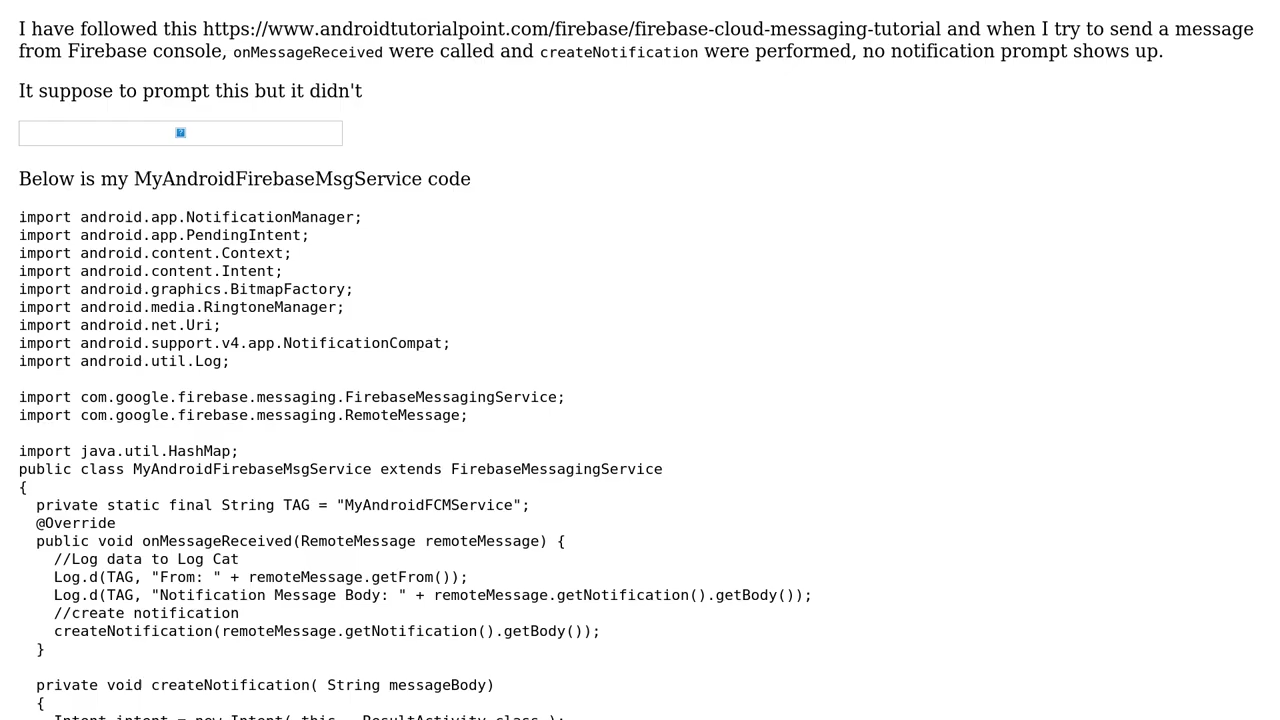 I have followed this https://www.androidtutorialpoint.com/firebase/firebase-cloud-messaging-tutorial and when I try to send a message
from Firebase console, onMessageReceived were called and createNotification were performed, no notification prompt shows up.
It suppose to prompt this but it didn't
Below is my MyAndroidFirebaseMsgService code
import android.app.NotificationManager;
import android.app.PendingIntent;
import android.content.Context;
import android.content.Intent;
import android.graphics.BitmapFactory;
import android.media.RingtoneManager;
import android.net.Uri;
import android.support.v4.app.NotificationCompat;
import android.util.Log;
import com.google.firebase.messaging.FirebaseMessagingService;
import com.google.firebase.messaging.RemoteMessage;
import java.util.HashMap;
public class MyAndroidFirebaseMsgService extends FirebaseMessagingService
{
  private static final String TAG = "MyAndroidFCMService";
  @Override
  public void onMessageReceived(RemoteMessage remoteMessage) {
    //Log data to Log Cat
    Log.d(TAG, "From: " + remoteMessage.getFrom());
    Log.d(TAG, "Notification Message Body: " + remoteMessage.getNotification().getBody());
    //create notification
    createNotification(remoteMessage.getNotification().getBody());
  }
  private void createNotification( String messageBody)
  {
    Intent intent = new Intent( this , ResultActivity.class );